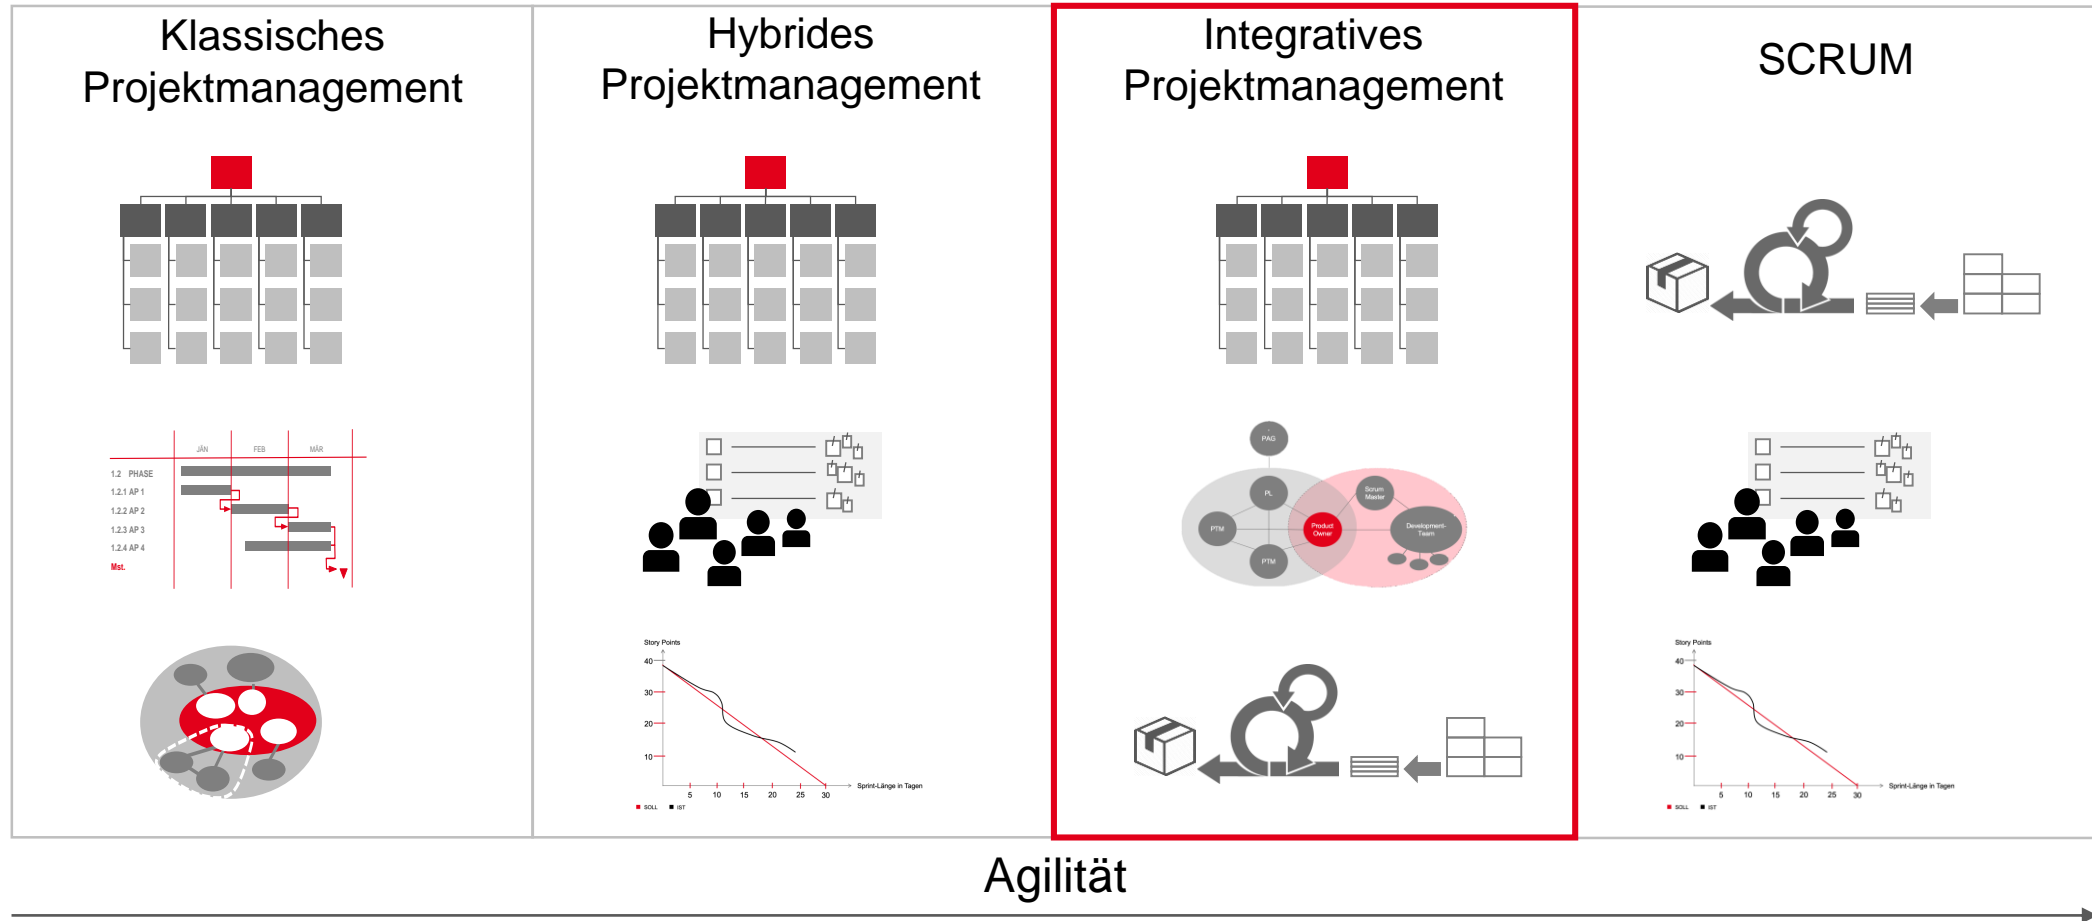 Klassisches
Projektmanagement
Hybrides
Projektmanagement
Integratives
Projektmanagement
SCRUM
JÄN FEB MÄR
1.2 PHASE
1.2.1 AP 1
1.2.2 AP 2
1.2.3 AP 3
1.2.4 AP 4
Mst.
Story Points
40
30
20
10
5 10 15 20 25 30
Sprint-Länge in Tagen
SOLL IST
PAG
PL
Scrum
Master
PTM
Product
Owner
Development-
Team
PTM
Story Points
40
30
20
10
5 10 15 20 25 30
Sprint-Länge in Tagen
SOLL IST
Agilität